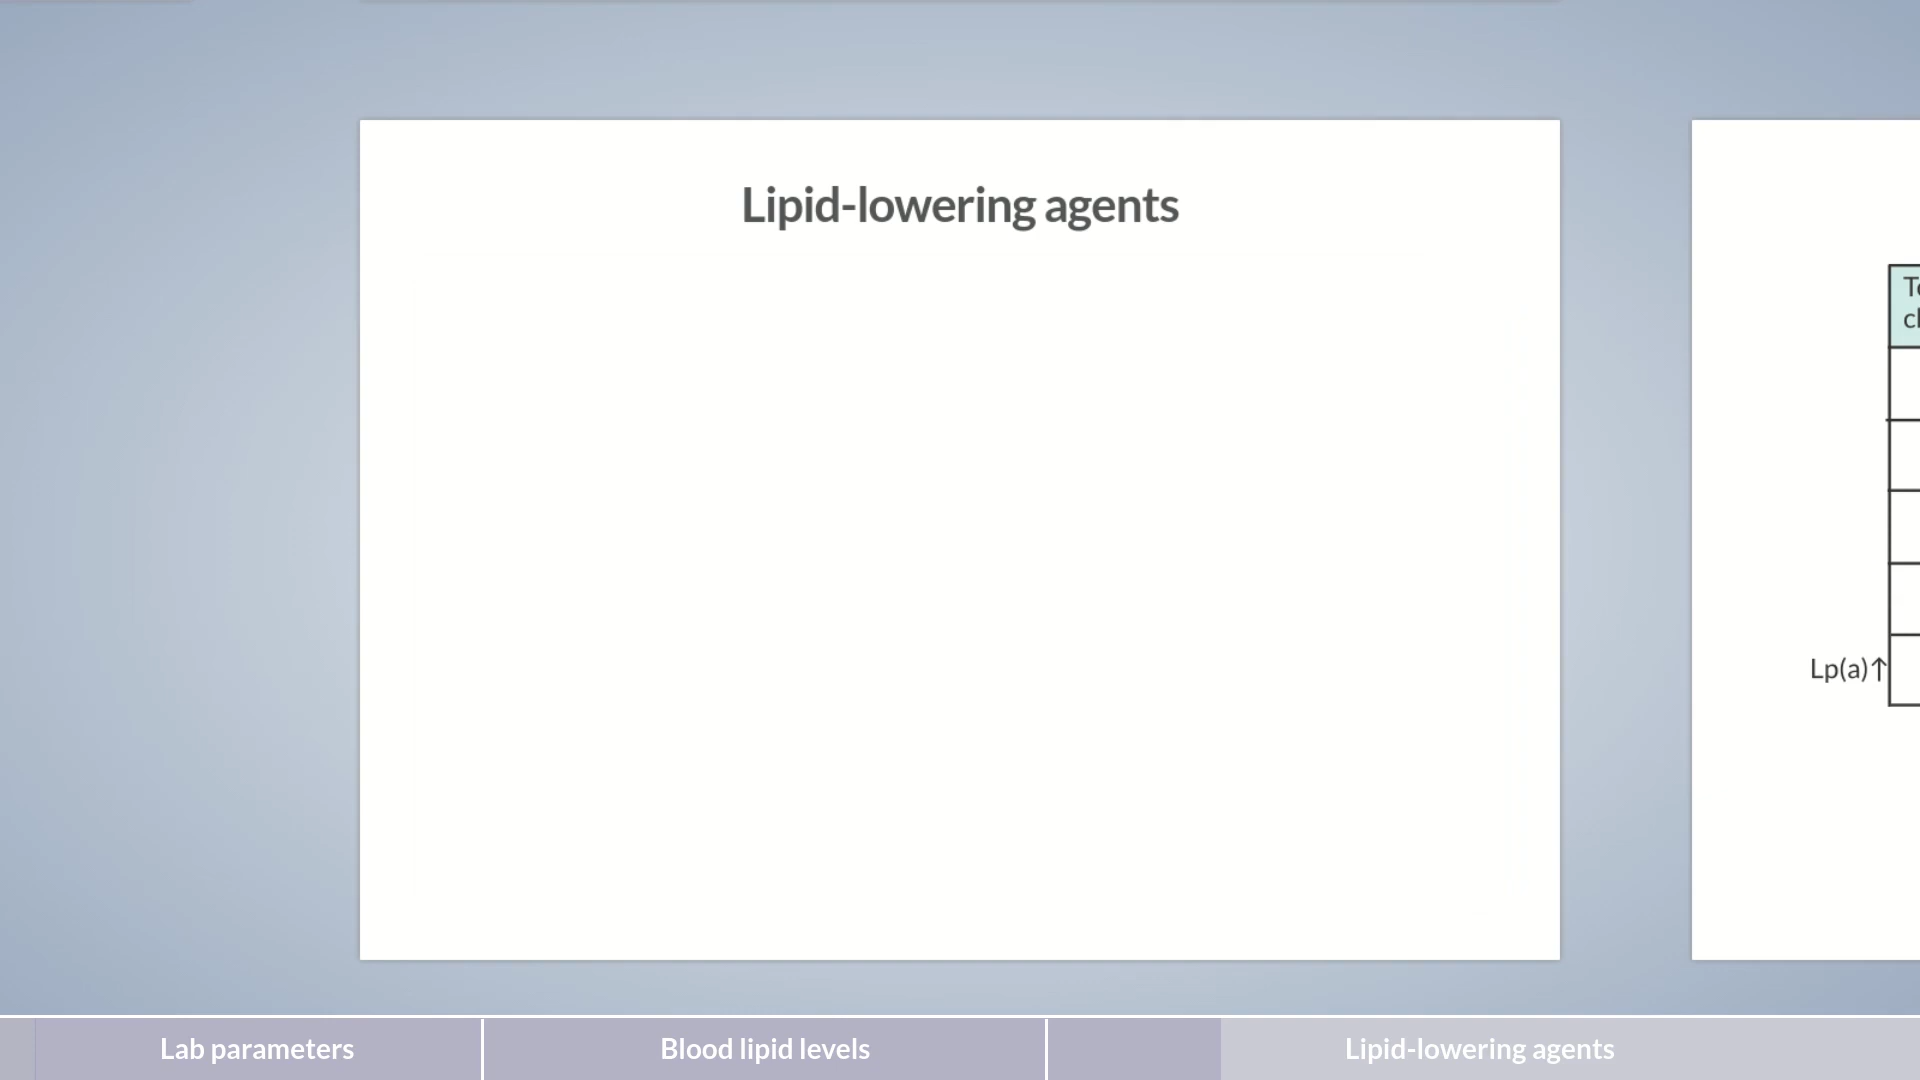 Lipid-lowering agents
Lp(a)↑
Lab parameters
Blood lipid levels
Lipid-lowering agents